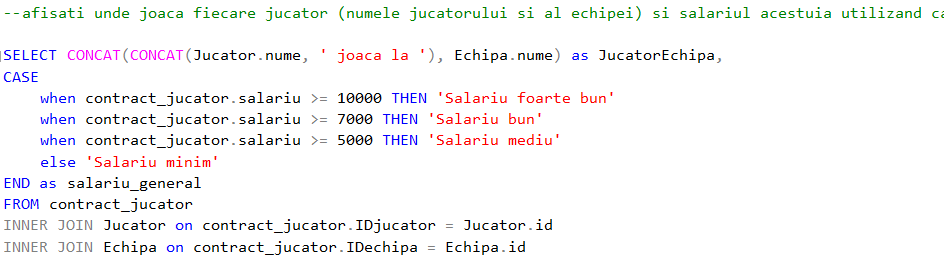 --afisati unde joaca fiecare jucator (numele jucatorului si al echipei) si salariul acestuia utilizand
SELECT CONCAT(CONCAT(Jucator.nume, ' joaca la '), Echipa.nume) as JucatorEchipa,
CASE
when contract_jucator.salariu >= 10000 THEN 'Salariu foarte bun'
when contract_jucator.salariu >= 7000 THEN 'Salariu bun'
when contract_jucator.salariu >= 5000 THEN 'Salariu mediu'
else 'Salariu minim'
END as salariu_general
FROM contract_jucator
INNER JOIN Jucator on contract_jucator.IDjucator = Jucator.id
INNER JOIN Echipa on contract_jucator.IDechipa = Echipa.id